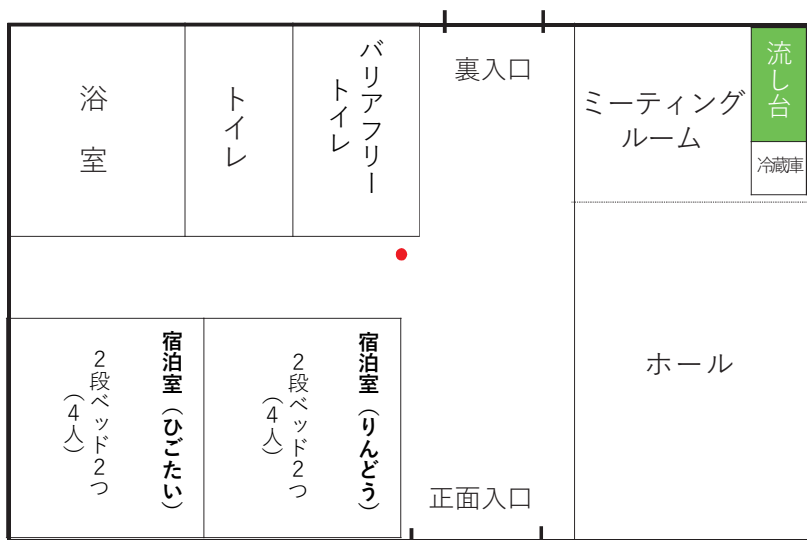 浴室
トイレ
バリアフリー
トイレ
裏入口
ミーティング
ルーム
流し台
冷蔵庫
宿泊室（ひごたい）
2段ベッド2つ
（4人）
宿泊室（りんどう）
2段ベッド2つ
（4人）
ホール
正面入口